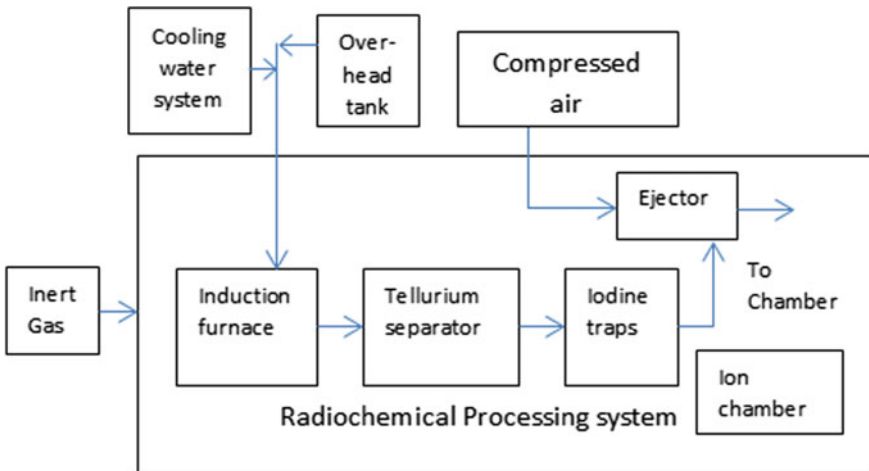 Cooling
water
system
Over-
head
tank
Compressed
air
Ejector
Inert
Gas
Induction
furnace
Tellurium
separator
Iodine
traps
To
Chamber
Ion
chamber
Radiochemical Processing system